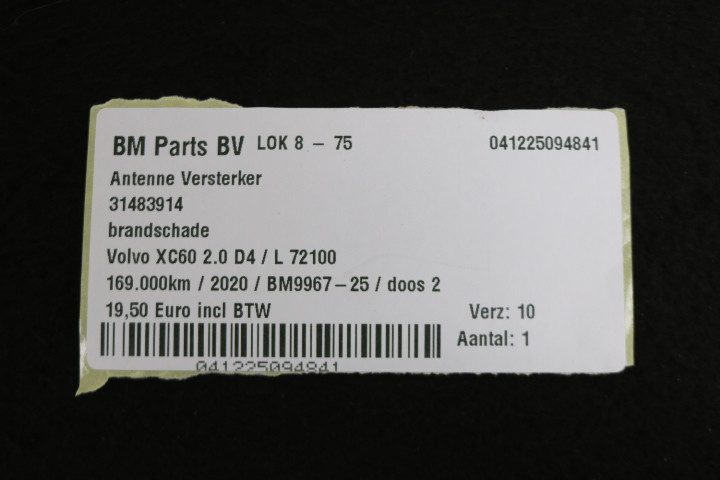 BM Parts BV LOK 8 - 75 041225094841
Antenne Versterker
31483914
brandschade
Volvo XC60 2.0 D4 / L 72100
169.000km / 2020 / BM9967-25 / doos 2
19,50 Euro incl BTW Verz: 10
Aantal: 1
041225094841